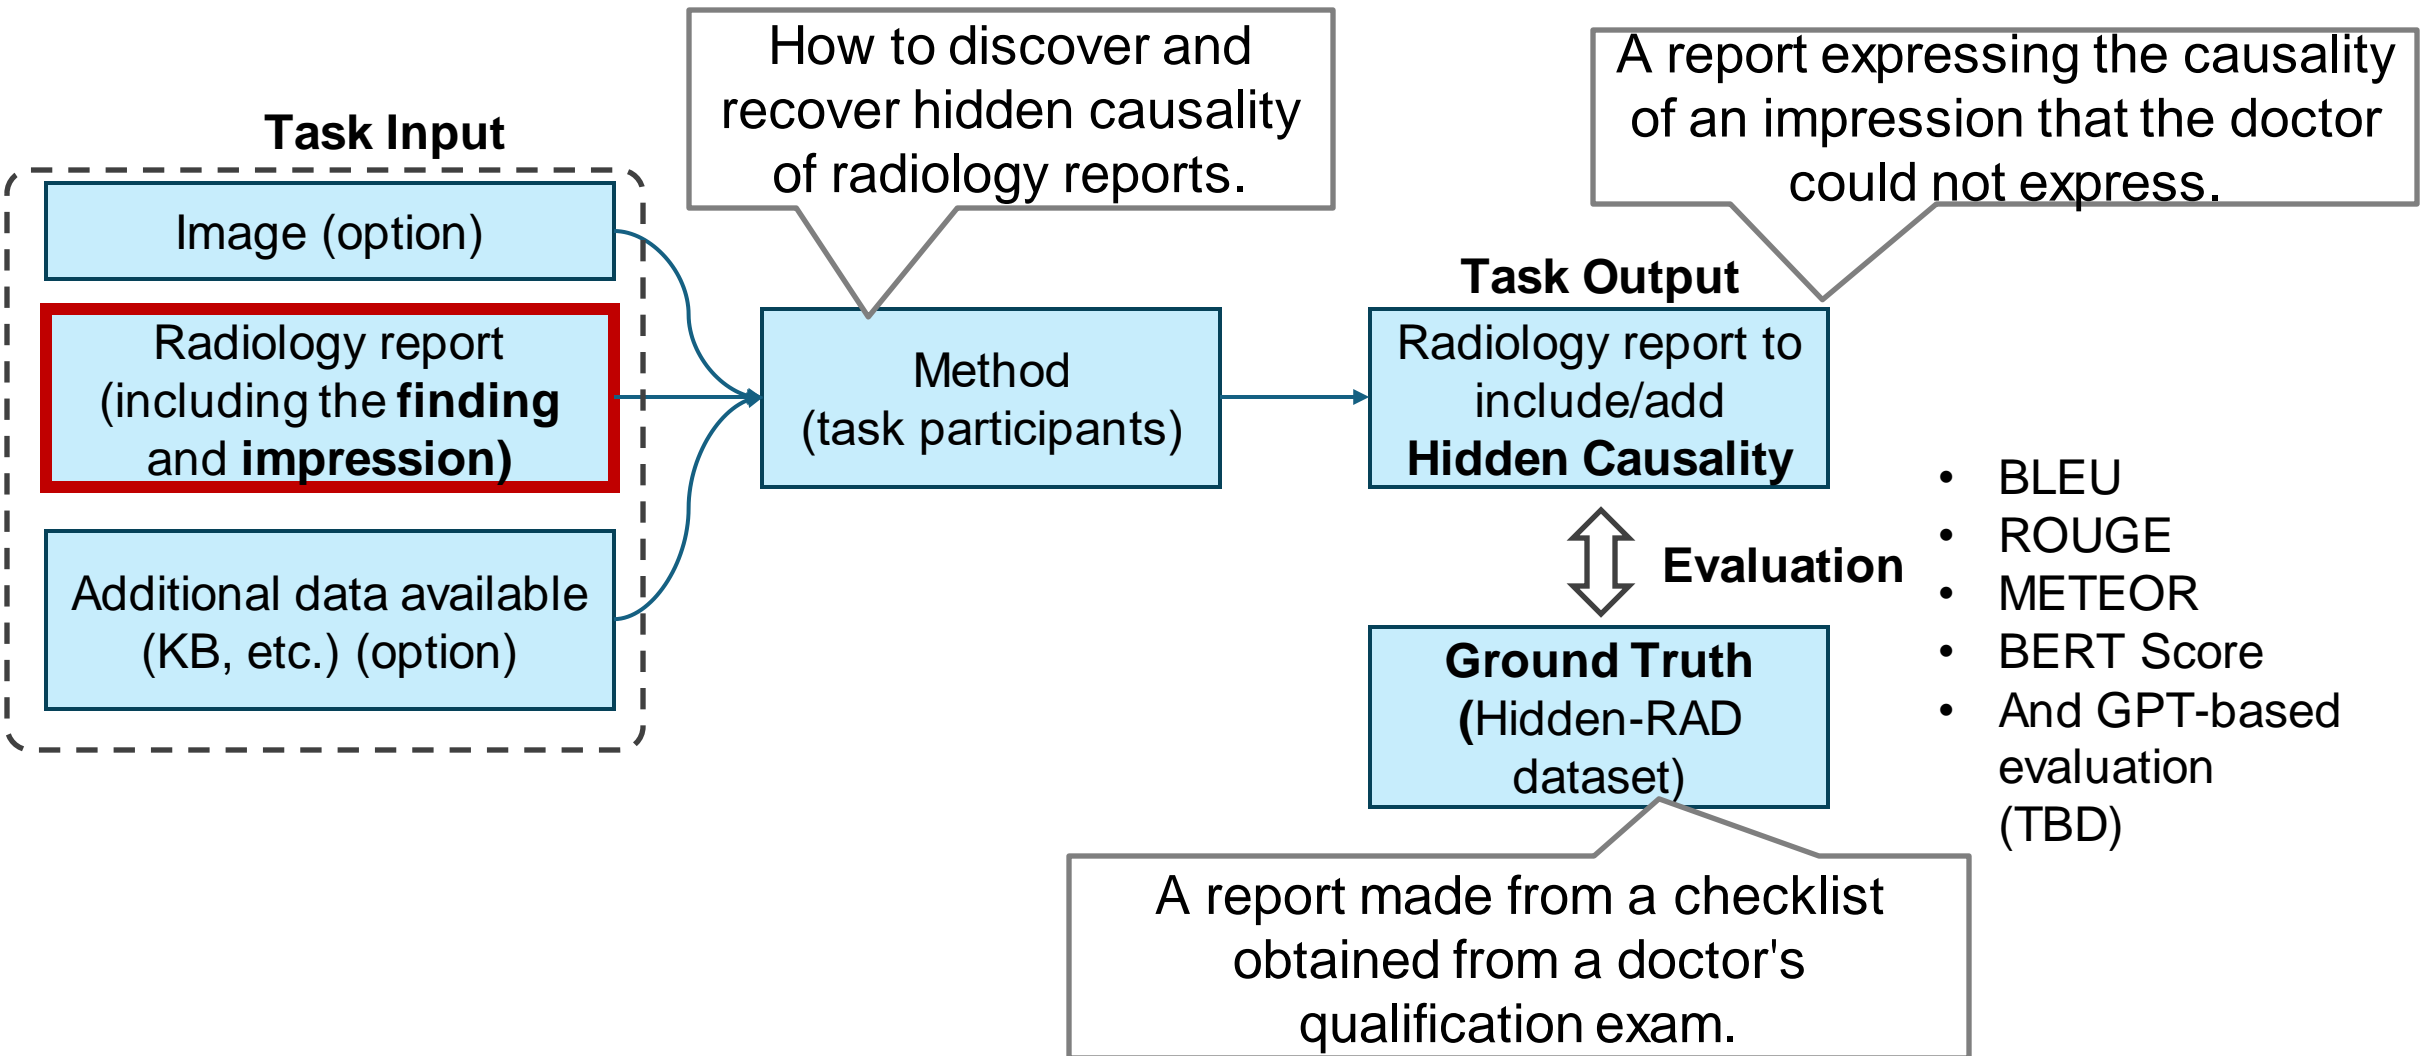 How to discover and
recover hidden causality
of radiology reports.
A report expressing the causality
of an impression that the doctor
could not express.
Task Input
Image (option)
Radiology report
(including the finding
and impression)
Additional data available
(KB, etc.) (option)
Method
(task participants)
Task Output
Radiology report to
include/add
Hidden Causality
Evaluation
Ground Truth
(Hidden-RAD
dataset)
• BLEU
• ROUGE
• METEOR
• BERT Score
• And GPT-based
evaluation
(TBD)
A report made from a checklist
obtained from a doctor's
qualification exam.